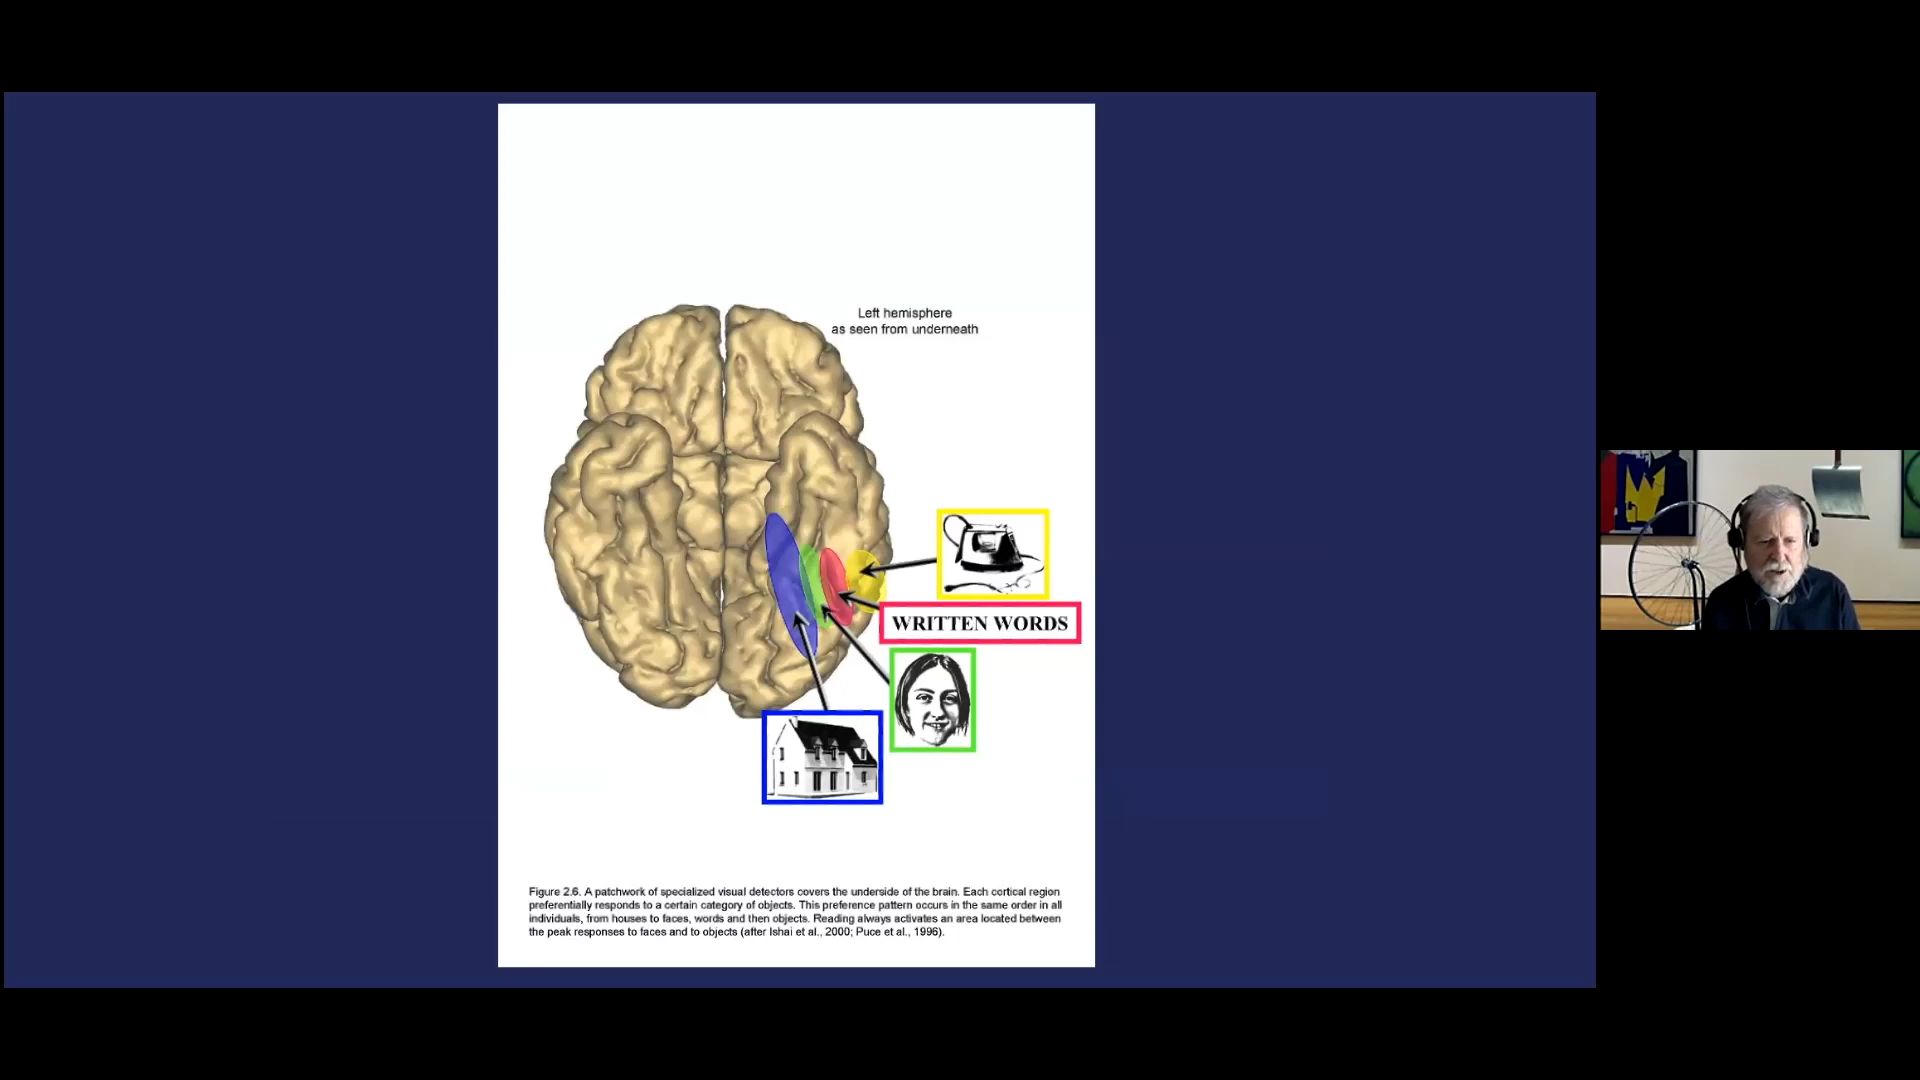 Left hemisphere
as seen from underneath
WRITTEN WORDS
Figure 2.6. A patchwork of specialized visual detectors covers the underside of the brain. Each cortical region
preferentially responds to a certain category of objects. This preference pattern occurs in the same order in all
individuals, from houses to faces, words and then objects. Reading always activates an area located between
the peak responses to faces and to objects (after Ishai et al., 2000; Puce et al., 1996).